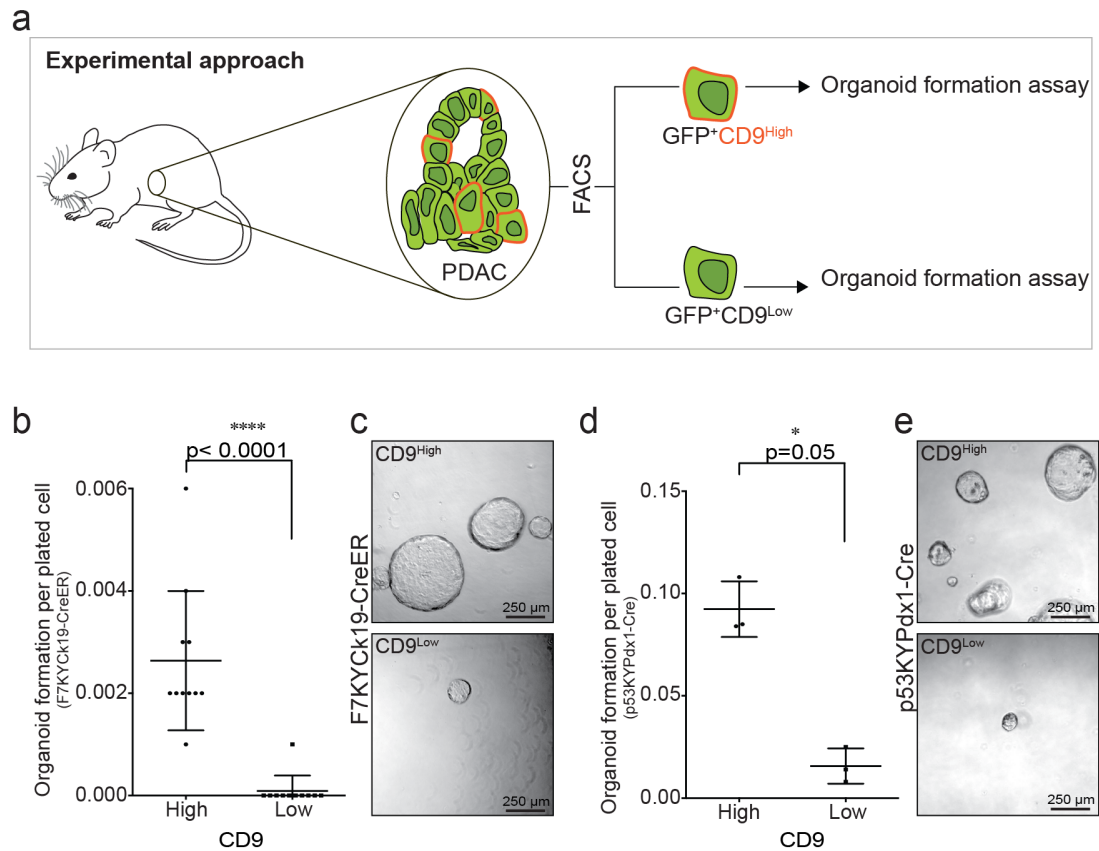 a
Experimental approach
PDAC
FACS
GFP⁺CD9ᴴⁱᵍʰ
Organoid formation assay
GFP⁺CD9ᴸᵒʷ
Organoid formation assay
b
Organoid formation per plated cell
(F7KYCk19-CreER)
****
p< 0.0001
0.006
0.004
0.002
0.000
High
Low
CD9
c
F7KYCk19-CreER
CD9ᴴⁱᵍʰ
250 µm
CD9ᴸᵒʷ
250 µm
d
Organoid formation per plated cell
(p53KYPdx1-Cre)
*
p=0.05
0.15
0.10
0.05
0.00
High
Low
CD9
e
p53KYPdx1-Cre
CD9ᴴⁱᵍʰ
250 µm
CD9ᴸᵒʷ
250 µm